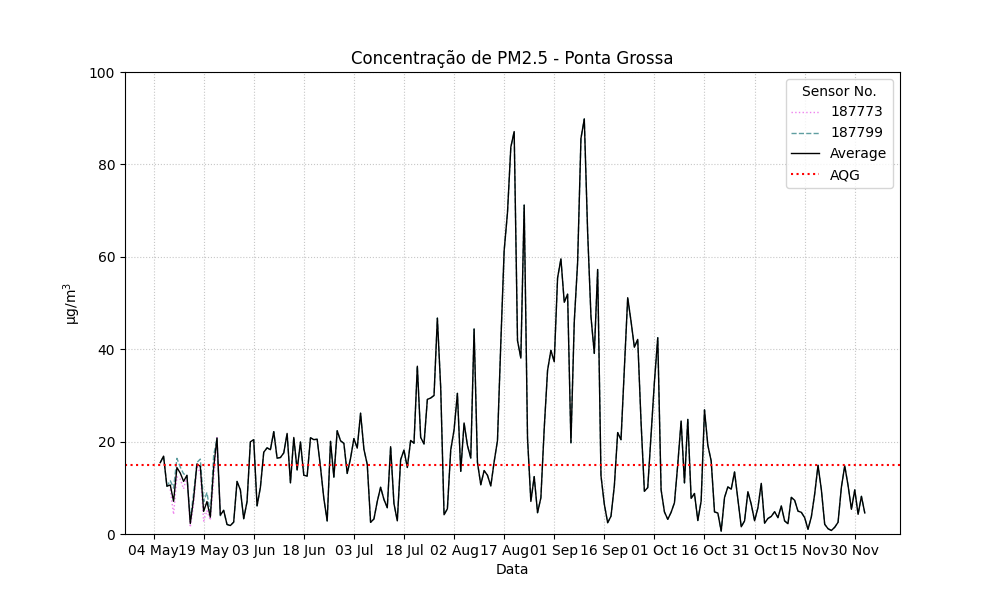 Concentração de PM2.5 - Ponta Grossa
Sensor No.
187773
187799
Average
AQG
100
80
60
40
20
0
µg/m³
04 May 19 May 03 Jun 18 Jun 03 Jul 18 Jul 02 Aug 17 Aug 01 Sep 16 Sep 01 Oct 16 Oct 31 Oct 15 Nov 30 Nov
Data